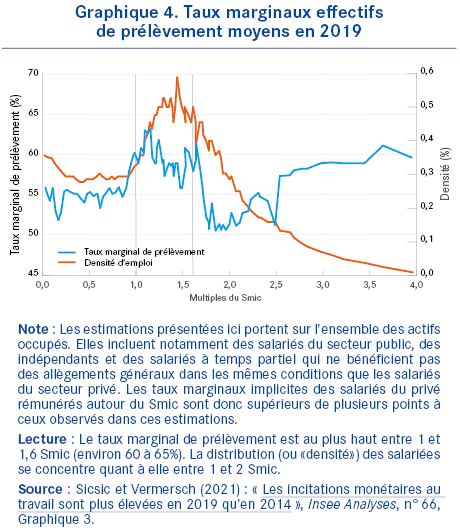 Graphique 4. Taux marginaux effectifs
de prélèvement moyens en 2019
Taux marginal de prélèvement (%)
70
65
60
55
50
45
0,6
0,5
0,4
0,3
0,2
0,1
0,0
Densité (%)
Taux marginal de prélèvement
Densité d'emploi
0,0 0,5 1,0 1,5 2,0 2,5 3,0 3,5 4,0
Multiples du Smic
Note : Les estimations présentées ici portent sur l'ensemble des actifs
occupés. Elles incluent notamment des salariés du secteur public, des
indépendants et des salariés à temps partiel qui ne bénéficient pas
des allègements généraux dans les mêmes conditions que les salariés
du secteur privé. Les taux marginaux implicites des salariés du privé
rémunérés autour du Smic sont donc supérieurs de plusieurs points à
ceux observés dans ces estimations.
Lecture : Le taux marginal de prélèvement est au plus haut entre 1 et
1,6 Smic (environ 60 à 65%). La distribution (ou «densité») des salariées
se concentre quant à elle entre 1 et 2 Smic.
Source : Sicsic et Vermersch (2021) : « Les incitations monétaires au
travail sont plus élevées en 2019 qu'en 2014 », Insee Analyses, n° 66,
Graphique 3.